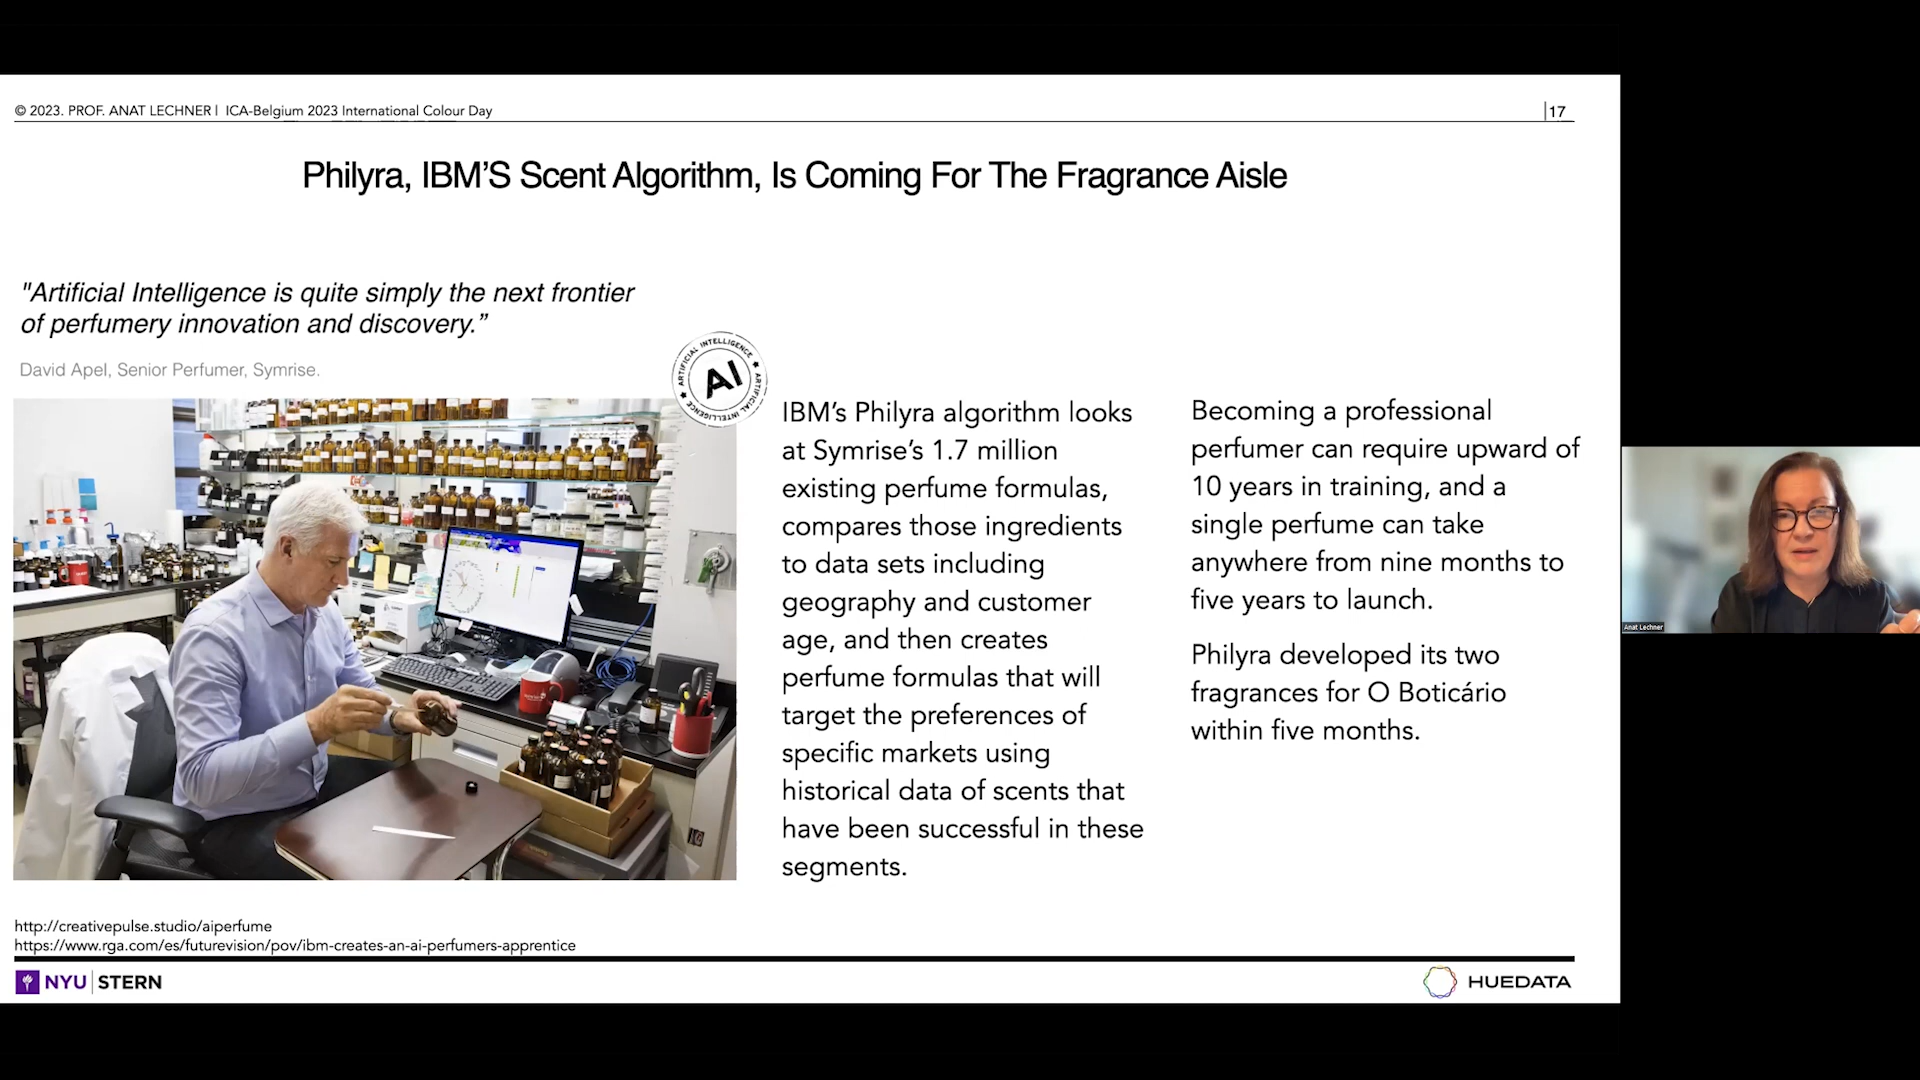 © 2023. PROF. ANAT LECHNER | ICA-Belgium 2023 International Colour Day
|17
Philyra, IBM’S Scent Algorithm, Is Coming For The Fragrance Aisle
"Artificial Intelligence is quite simply the next frontier
of perfumery innovation and discovery.”
David Apel, Senior Perfumer, Symrise.
ARTIFICIAL INTELLIGENCE ★ ARTIFICIAL INTELLIGENCE ★
AI
IBM’s Philyra algorithm looks
at Symrise’s 1.7 million
existing perfume formulas,
compares those ingredients
to data sets including
geography and customer
age, and then creates
perfume formulas that will
target the preferences of
specific markets using
historical data of scents that
have been successful in these
segments.
Becoming a professional
perfumer can require upward of
10 years in training, and a
single perfume can take
anywhere from nine months to
five years to launch.
Philyra developed its two
fragrances for O Boticário
within five months.
Anat Lechner
http://creativepulse.studio/aiperfume
https://www.rga.com/es/futurevision/pov/ibm-creates-an-ai-perfumers-apprentice
NYU | STERN
HUEDATA